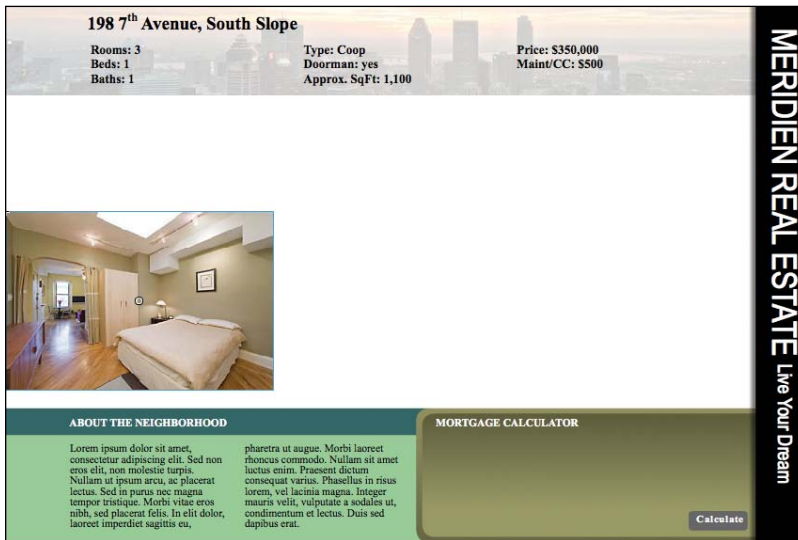 198 7th Avenue, South Slope
Rooms: 3
Beds: 1
Baths: 1
Type: Coop
Doorman: yes
Approx. SqFt: 1,100
Price: $350,000
Maint/CC: $500
MERIDIEN REAL ESTATE Live Your Dream
ABOUT THE NEIGHBORHOOD
Lorem ipsum dolor sit amet,
consectetur adipiscing elit. Sed non
eros elit, non molestie turpis.
Nullam ut ipsum arcu, ac placerat
lectus. Sed in purus nec magna
tempor tristique. Morbi vitae eros
nibh, sed placerat felis. In elit dolor,
laoreet imperdiet sagittis eu,
pharetra ut augue. Morbi laoreet
rhoncus commodo. Nullam sit amet
luctus enim. Praesent dictum
consequat varius. Phasellus in risus
lorem, vel lacinia magna. Integer
mauris velit, vulputate a sodales ut,
condimentum et lectus. Duis sed
dapibus erat.
MORTGAGE CALCULATOR
Calculate